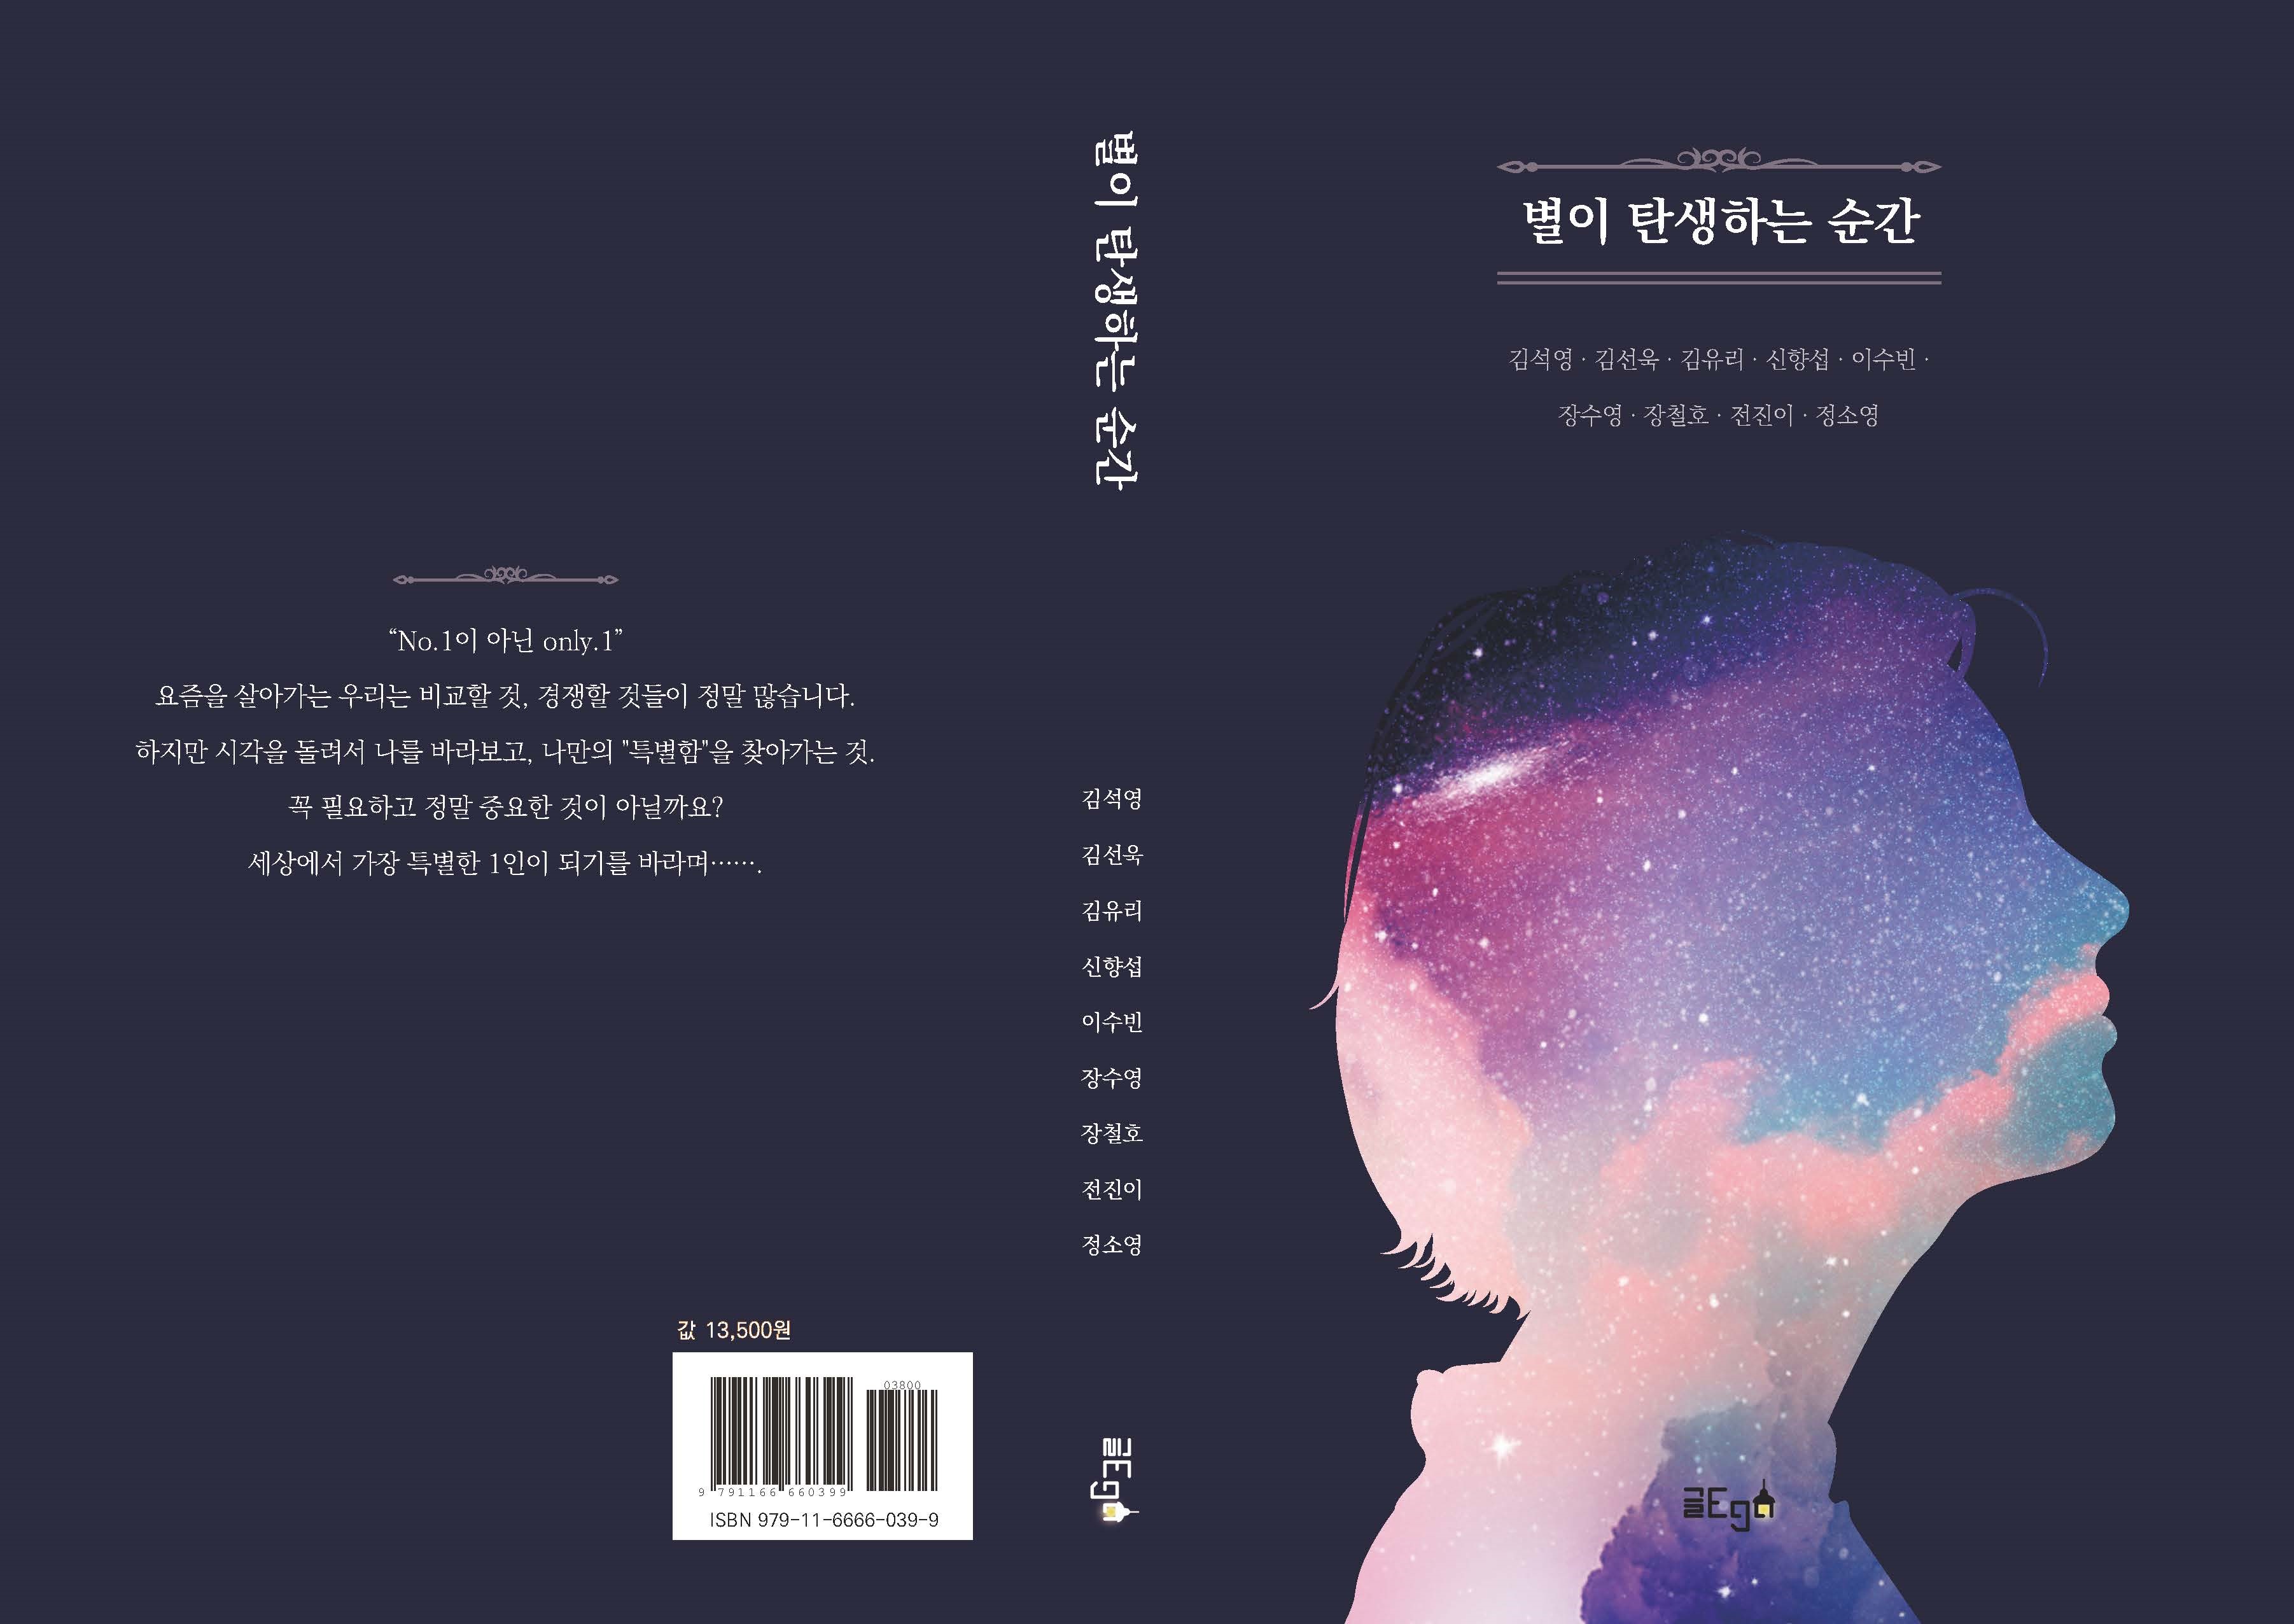 “No.1이 아닌 only.1”
요즘을 살아가는 우리는 비교할 것, 경쟁할 것들이 정말 많습니다.
하지만 시각을 돌려서 나를 바라보고, 나만의 "특별함"을 찾아가는 것.
꼭 필요하고 정말 중요한 것이 아닐까요?
세상에서 가장 특별한 1인이 되기를 바라며…….
값 13,500원
03800
9 791166 660399
ISBN 979-11-6666-039-9
별이 탄생하는 순간
김석영
김선욱
김유리
신향섭
이수빈
장수영
장철호
전진이
정소영
글Ego
별이 탄생하는 순간
김석영 · 김선욱 · 김유리 · 신향섭 · 이수빈 ·
장수영 · 장철호 · 전진이 · 정소영
글Ego